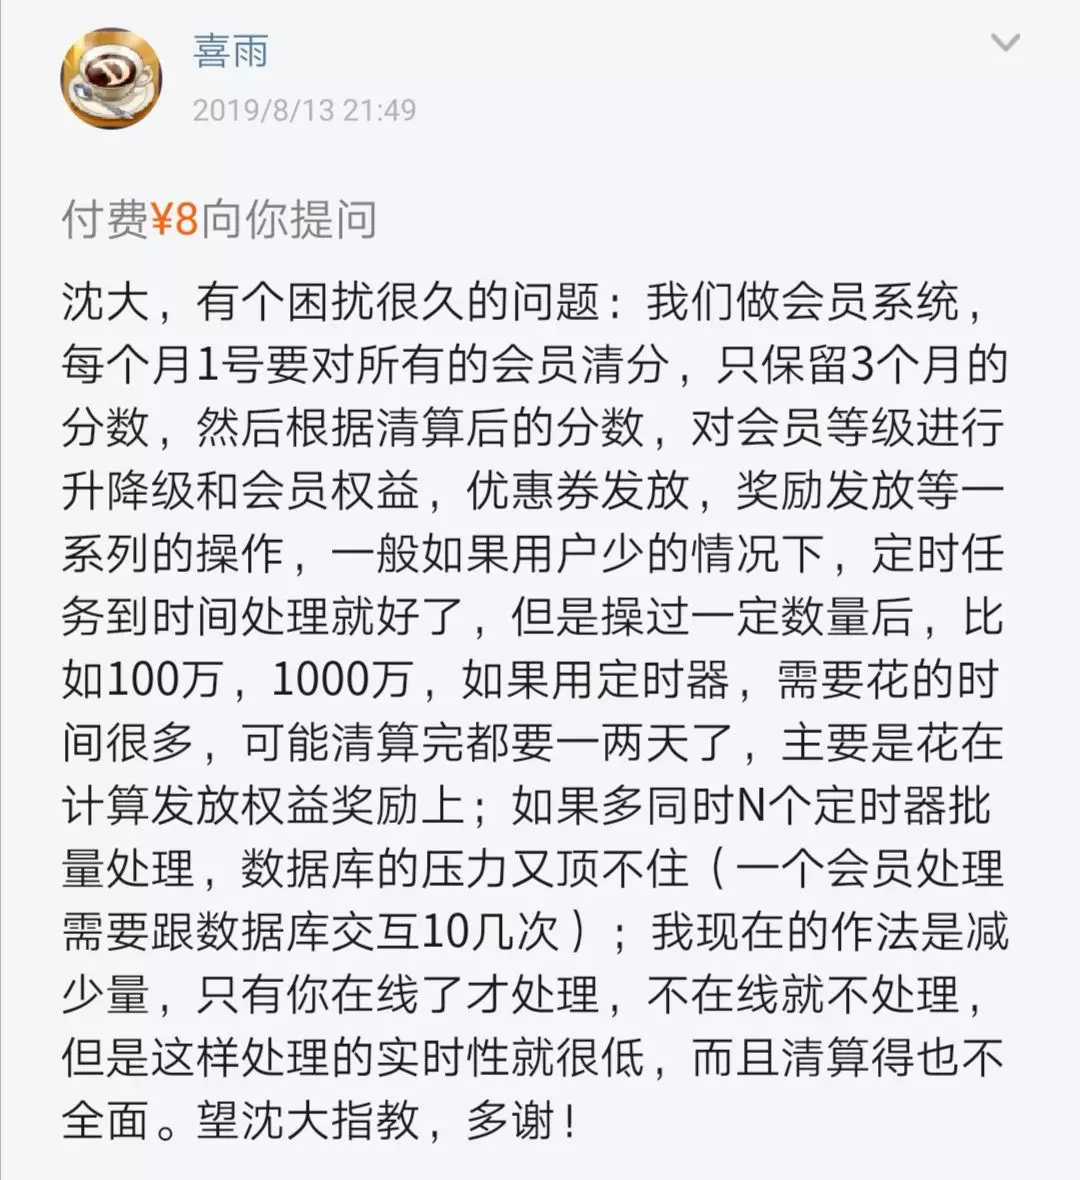 喜雨
2019/8/13 21:49
付费¥8向你提问
沈大，有个困扰很久的问题：我们做会员系统，
每个月1号要对所有的会员清分，只保留3个月的
分数，然后根据清算后的分数，对会员等级进行
升降级和会员权益，优惠券发放，奖励发放等一
系列的操作，一般如果用户少的情况下，定时任
务到时间处理就好了，但是操过一定数量后，比
如100万，1000万，如果用定时器，需要花的时
间很多，可能清算完都要一两天了，主要是花在
计算发放权益奖励上；如果多同时N个定时器批
量处理，数据库的压力又顶不住（一个会员处理
需要跟数据库交互10几次）；我现在的作法是减
少量，只有你在线了才处理，不在线就不处理，
但是这样处理的实时性就很低，而且清算得也不
全面。望沈大指教，多谢！